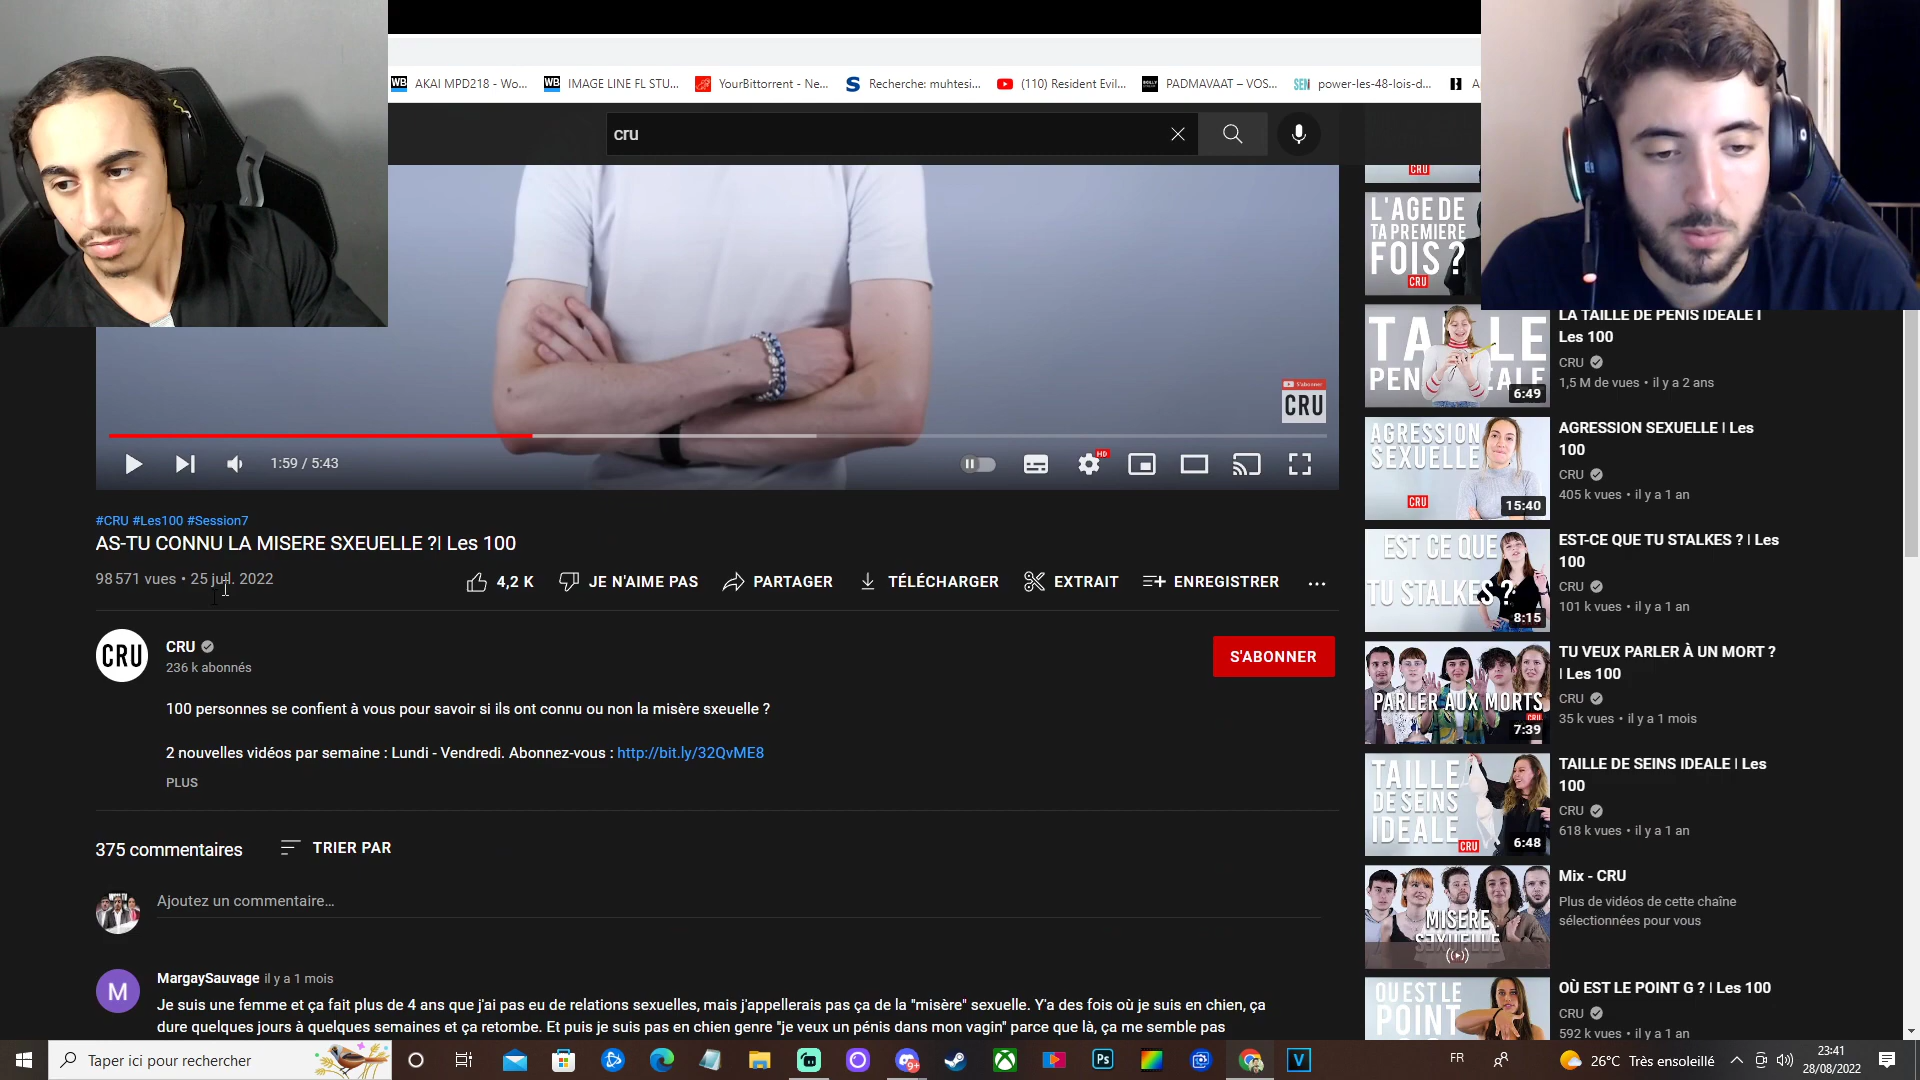 AKAI MPD218 - Wo...
IMAGE LINE FL STU...
YourBittorrent - Ne...
Recherche: muhtesi...
(110) Resident Evil...
PADMAVAAT – VOS...
power-les-48-lois-d...
cru
CRU
L'AGE DE
TA PREMIERE
FOIS ?
CRU
TAILLE
PENIS IDEALE
6:49
LA TAILLE DE PENIS IDEALE I
Les 100
CRU
1,5 M de vues • il y a 2 ans
CRU
1:59 / 5:43
AGRESSION
SEXUELLE
CRU
15:40
AGRESSION SEXUELLE I Les
100
CRU
405 k vues • il y a 1 an
#CRU #Les100 #Session7
AS-TU CONNU LA MISERE SXEUELLE ?I Les 100
98 571 vues • 25 juil. 2022
4,2 K
JE N'AIME PAS
PARTAGER
TÉLÉCHARGER
EXTRAIT
ENREGISTRER
EST CE QUE
TU STALKES ?
8:15
EST-CE QUE TU STALKES ? I Les
100
CRU
101 k vues • il y a 1 an
CRU
CRU
236 k abonnés
S'ABONNER
PARLER AUX MORTS
CRU
7:39
TU VEUX PARLER À UN MORT ?
I Les 100
CRU
35 k vues • il y a 1 mois
100 personnes se confient à vous pour savoir si ils ont connu ou non la misère sxeuelle ?
2 nouvelles vidéos par semaine : Lundi - Vendredi. Abonnez-vous : http://bit.ly/32QvME8
PLUS
TAILLE
DE SEINS
IDEALE
CRU
6:48
TAILLE DE SEINS IDEALE I Les
100
CRU
618 k vues • il y a 1 an
375 commentaires
TRIER PAR
Ajoutez un commentaire...
MISERE
SEXUELLE
Mix - CRU
Plus de vidéos de cette chaîne
sélectionnées pour vous
MargaySauvage il y a 1 mois
Je suis une femme et ça fait plus de 4 ans que j'ai pas eu de relations sexuelles, mais j'appellerais pas ça de la "misère" sexuelle. Y'a des fois où je suis en chien, ça
dure quelques jours à quelques semaines et ça retombe. Et puis je suis pas en chien genre "je veux un pénis dans mon vagin" parce que là, ça me semble pas
OU EST LE
POINT
OÙ EST LE POINT G ? I Les 100
CRU
592 k vues • il y a 1 an
Taper ici pour rechercher
FR
26°C Très ensoleillé
23:41
28/08/2022